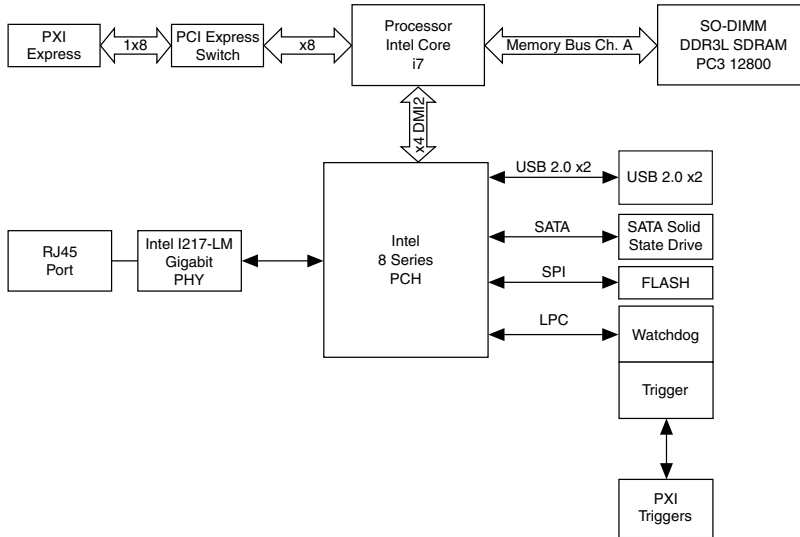 PXI
Express
1x8
PCI Express
Switch
x8
Processor
Intel Core
i7
Memory Bus Ch. A
SO-DIMM
DDR3L SDRAM
PC3 12800
x4 DMI2
RJ45
Port
Intel I217-LM
Gigabit
PHY
Intel
8 Series
PCH
USB 2.0 x2
USB 2.0 x2
SATA
SATA Solid
State Drive
SPI
FLASH
LPC
Watchdog
Trigger
PXI
Triggers